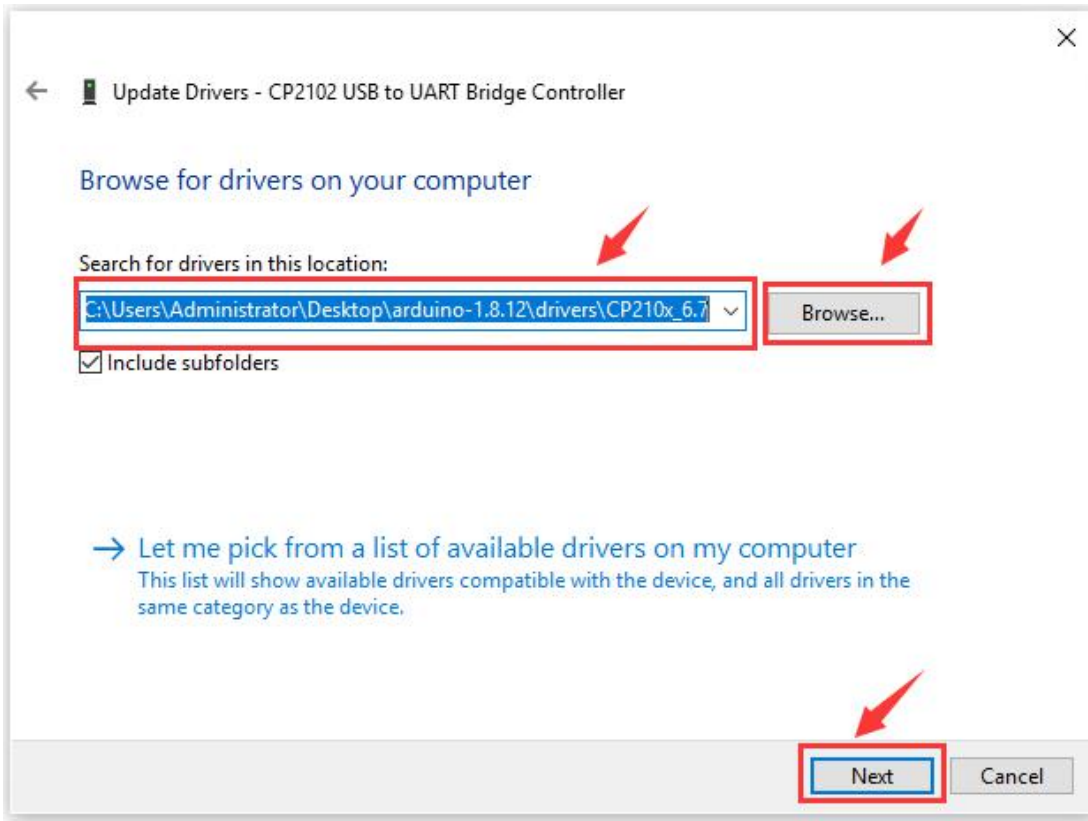 Update Drivers - CP2102 USB to UART Bridge Controller
Browse for drivers on your computer
Search for drivers in this location:
C:\Users\Administrator\Desktop\arduino-1.8.12\drivers\CP210x_6.7
Browse...
Include subfolders
Let me pick from a list of available drivers on my computer
This list will show available drivers compatible with the device, and all drivers in the
same category as the device.
Next
Cancel